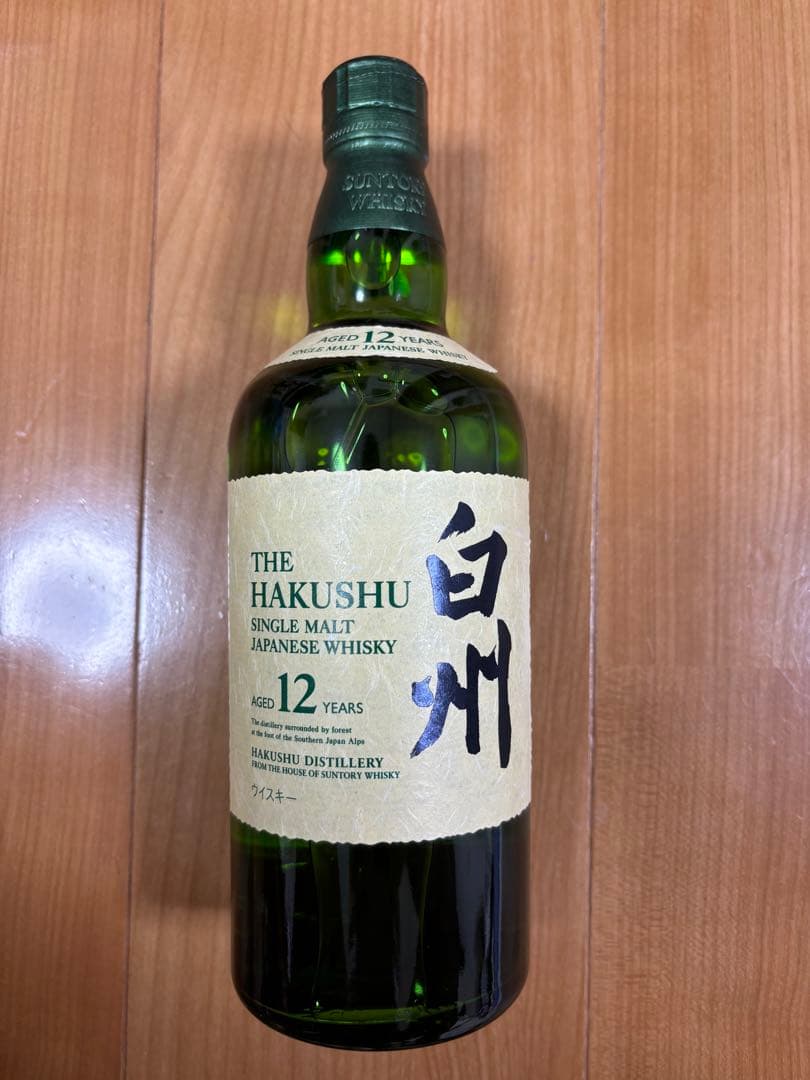 SUNTORY
WHISKY
AGED 12 YEARS
SINGLE MALT JAPANESE WHISKY
THE
HAKUSHU
SINGLE MALT
JAPANESE WHISKY
AGED 12 YEARS
The distillery surrounded by forest
at the foot of the Southern Japan Alps
HAKUSHU DISTILLERY
FROM THE HOUSE OF SUNTORY WHISKY
ウイスキー
白州